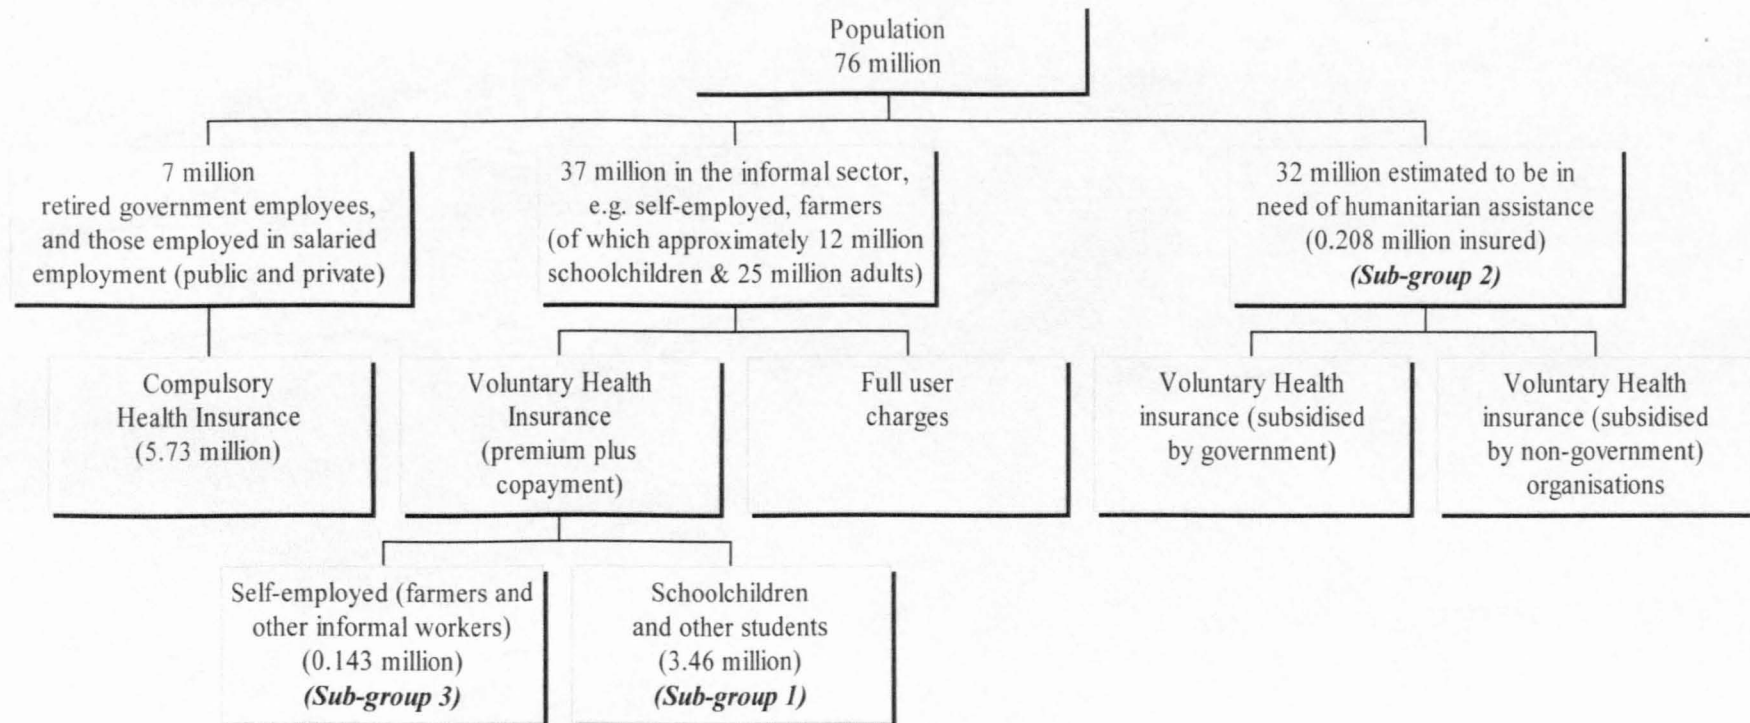 Population
76 million
7 million
retired government employees,
and those employed in salaried
employment (public and private)
37 million in the informal sector,
e.g. self-employed, farmers
(of which approximately 12 million
schoolchildren & 25 million adults)
32 million estimated to be in
need of humanitarian assistance
(0.208 million insured)
(Sub-group 2)
Compulsory
Health Insurance
(5.73 million)
Voluntary Health
Insurance
(premium plus
copayment)
Full user
charges
Voluntary Health
insurance (subsidised
by government)
Voluntary Health
insurance (subsidised
by non-government)
organisations
Self-employed (farmers and
other informal workers)
(0.143 million)
(Sub-group 3)
Schoolchildren
and other students
(3.46 million)
(Sub-group 1)